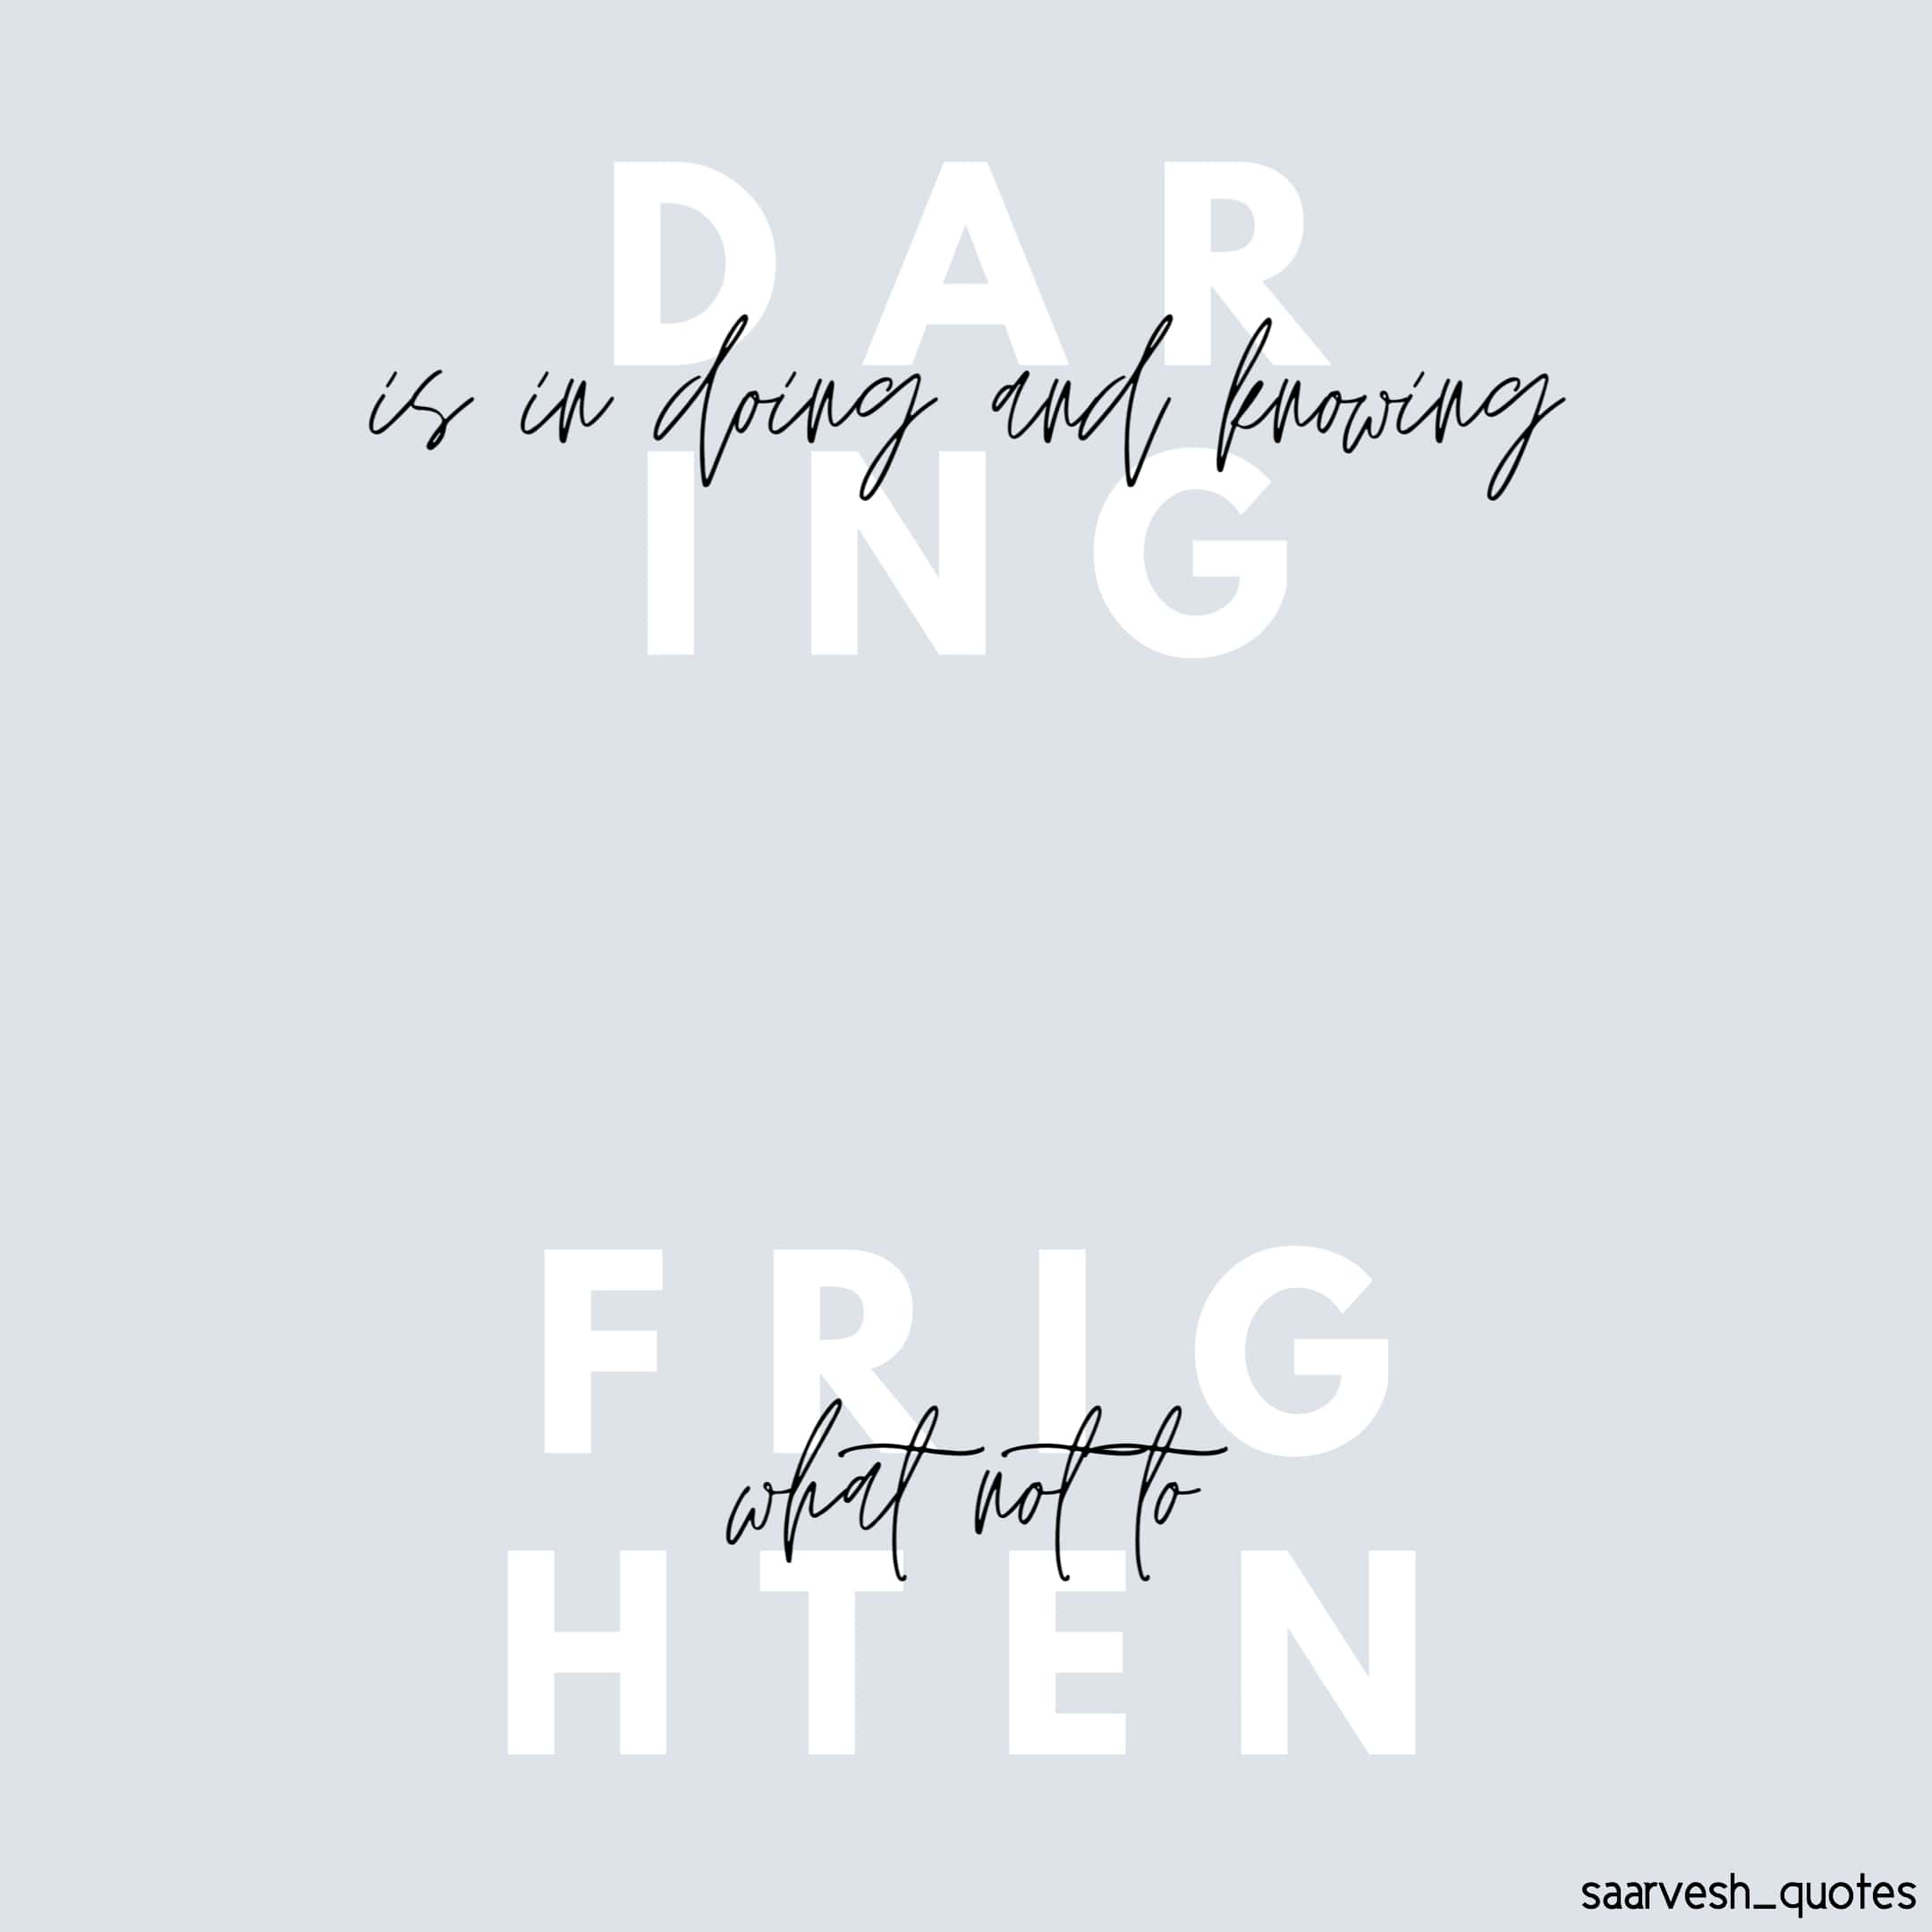 DAR
is in doing and knowing
ING
FRIG
what not to
HTEN
saarvesh_quotes